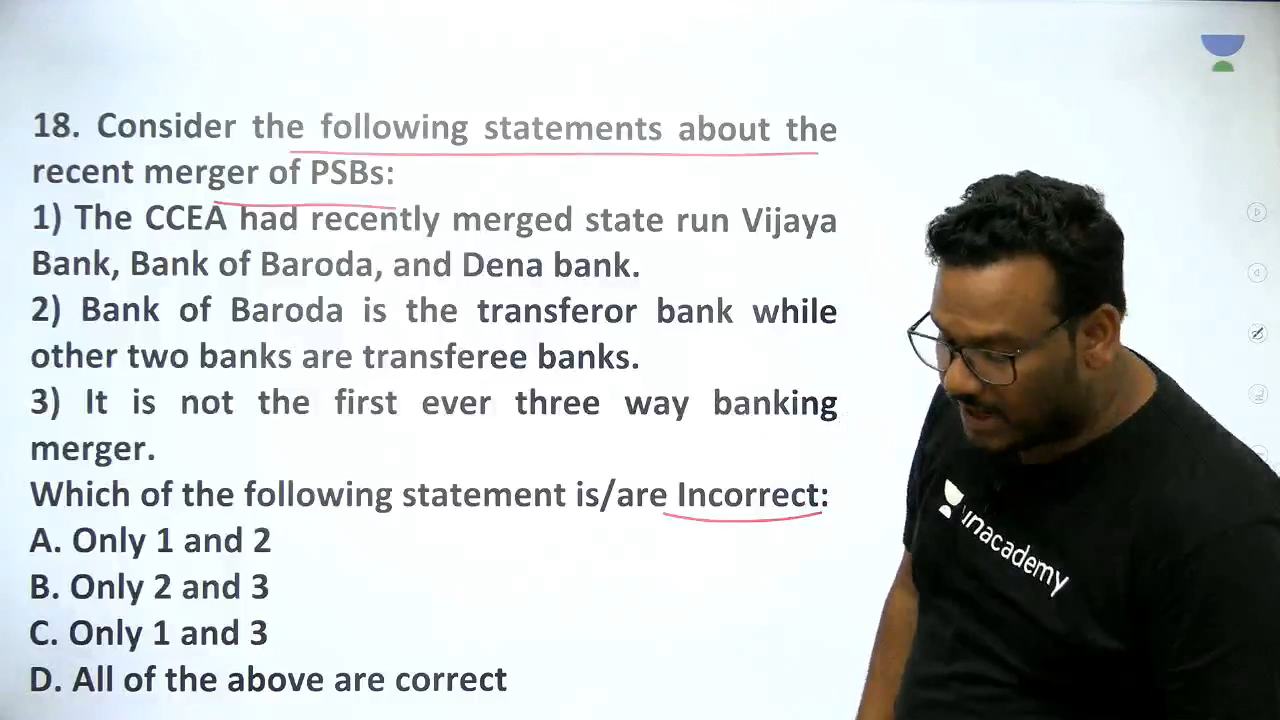 18. Consider the following statements about the
recent merger of PSBs:
1) The CCEA had recently merged state run Vijaya
Bank, Bank of Baroda, and Dena bank.
2) Bank of Baroda is the transferor bank while
other two banks are transferee banks.
3) It is not the first ever three way banking
merger.
Which of the following statement is/are Incorrect:
A. Only 1 and 2
B. Only 2 and 3
C. Only 1 and 3
D. All of the above are correct
unacademy